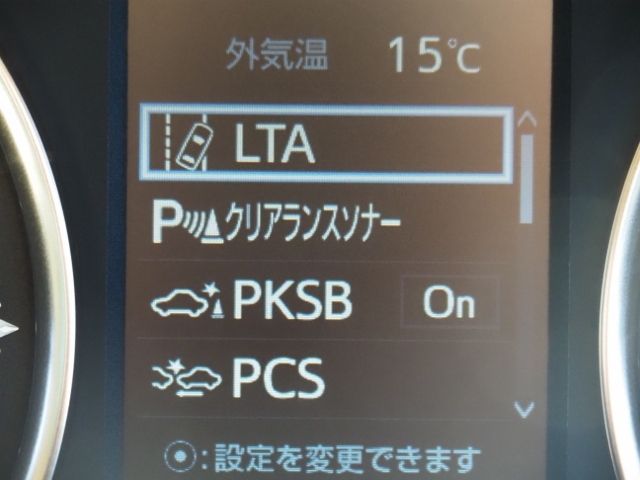 外気温 15℃
LTA
P クリアランスソナー
PKSB On
PCS
⦿:設定を変更できます